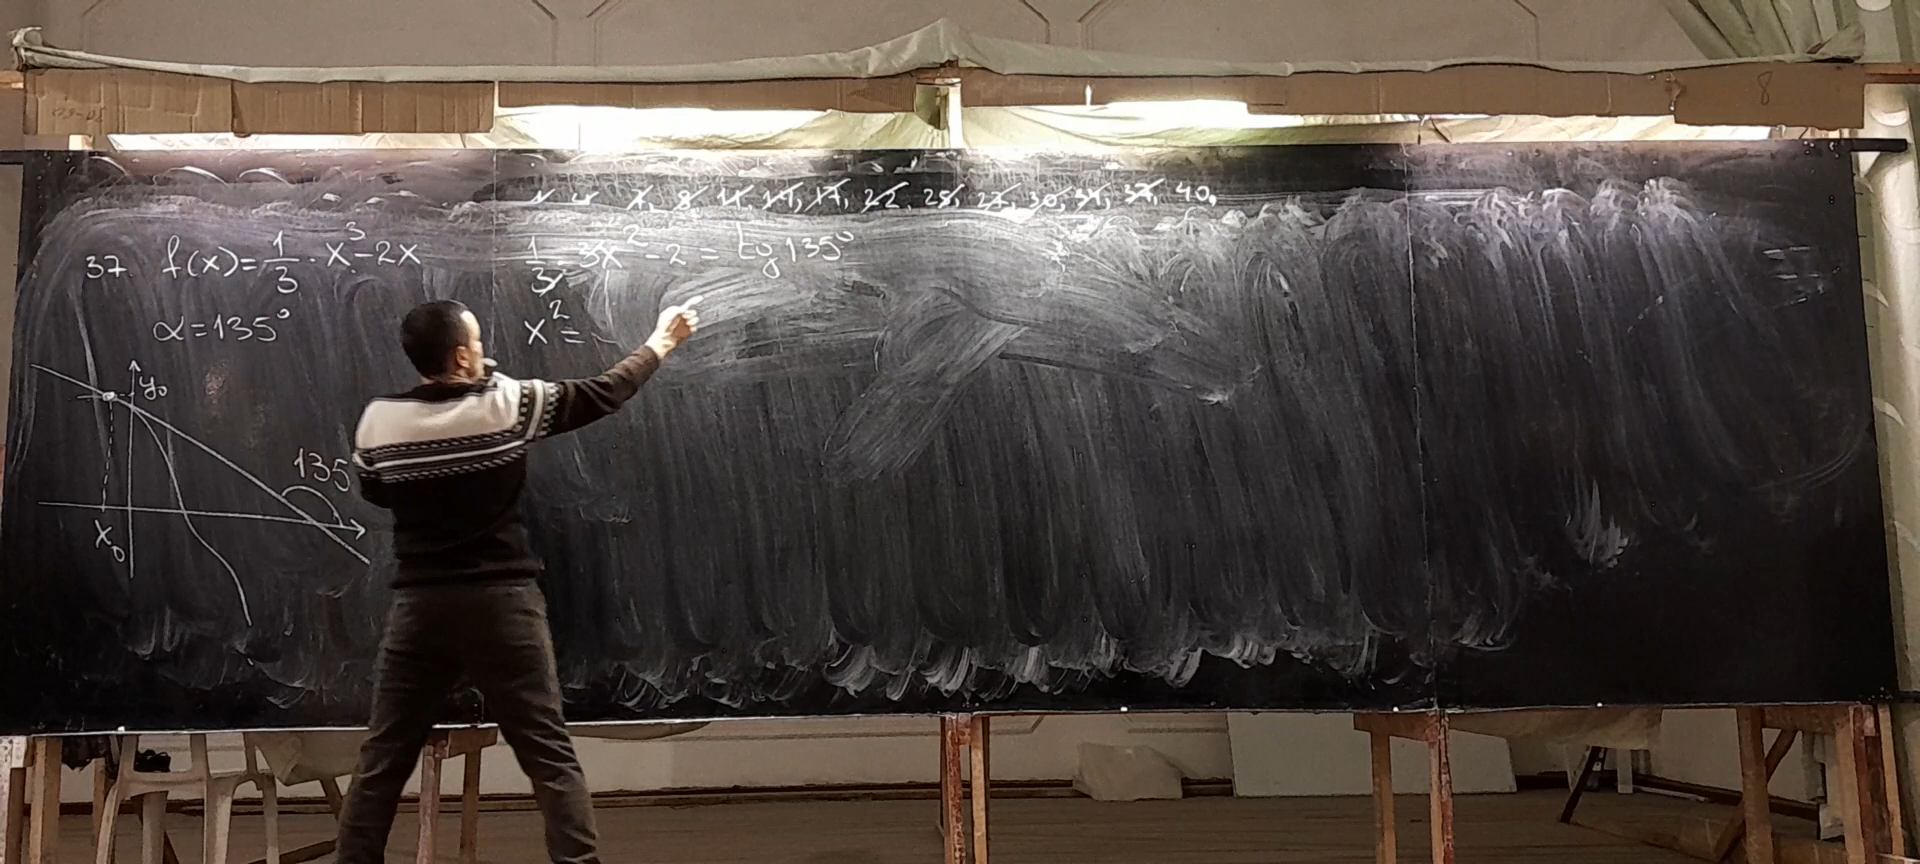 7, 8, 11, 14, 17, 22, 25, 27, 30, 34, 37, 40,
37. f(x)=1/3 · x³-2x
α=135°
1/3 · 3x²-2 = tg 135°
x² =
y₀
135
x₀
8